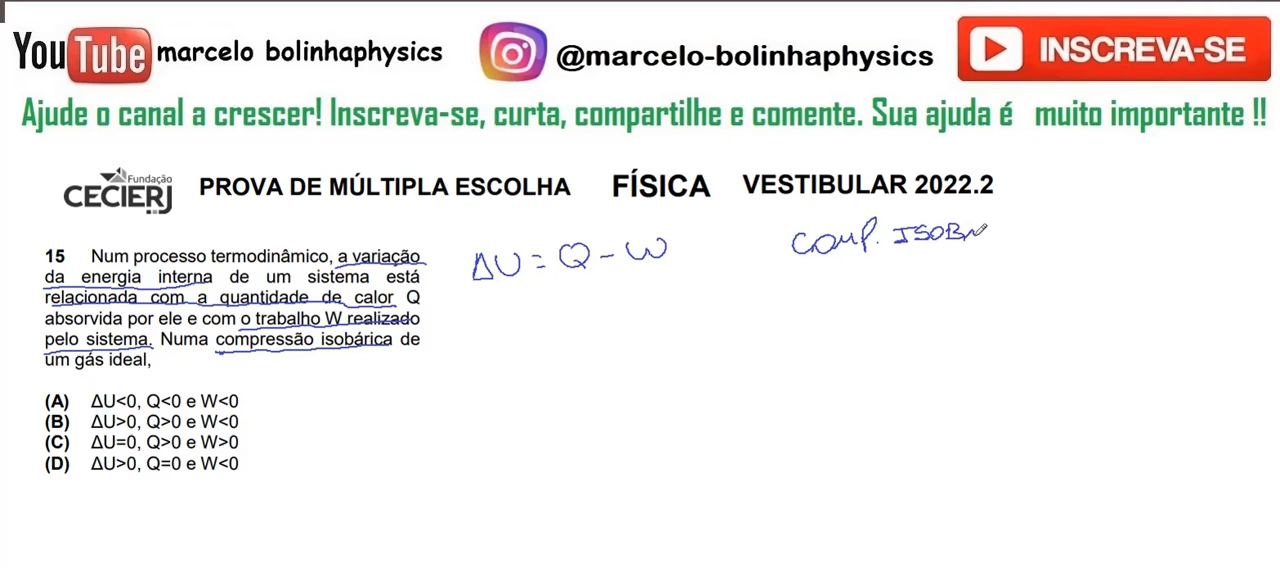 YouTube marcelo bolinhaphysics @marcelo-bolinhaphysics INSCREVA-SE
Ajude o canal a crescer! Inscreva-se, curta, compartilhe e comente. Sua ajuda é muito importante !!
Fundação
CECIERJ PROVA DE MÚLTIPLA ESCOLHA FÍSICA VESTIBULAR 2022.2
15 Num processo termodinâmico, a variação
da energia interna de um sistema está
relacionada com a quantidade de calor Q
absorvida por ele e com o trabalho W realizado
pelo sistema. Numa compressão isobárica de
um gás ideal,
(A) ΔU<0, Q<0 e W<0
(B) ΔU>0, Q>0 e W<0
(C) ΔU=0, Q>0 e W>0
(D) ΔU>0, Q=0 e W<0
ΔU = Q - W
COMP.